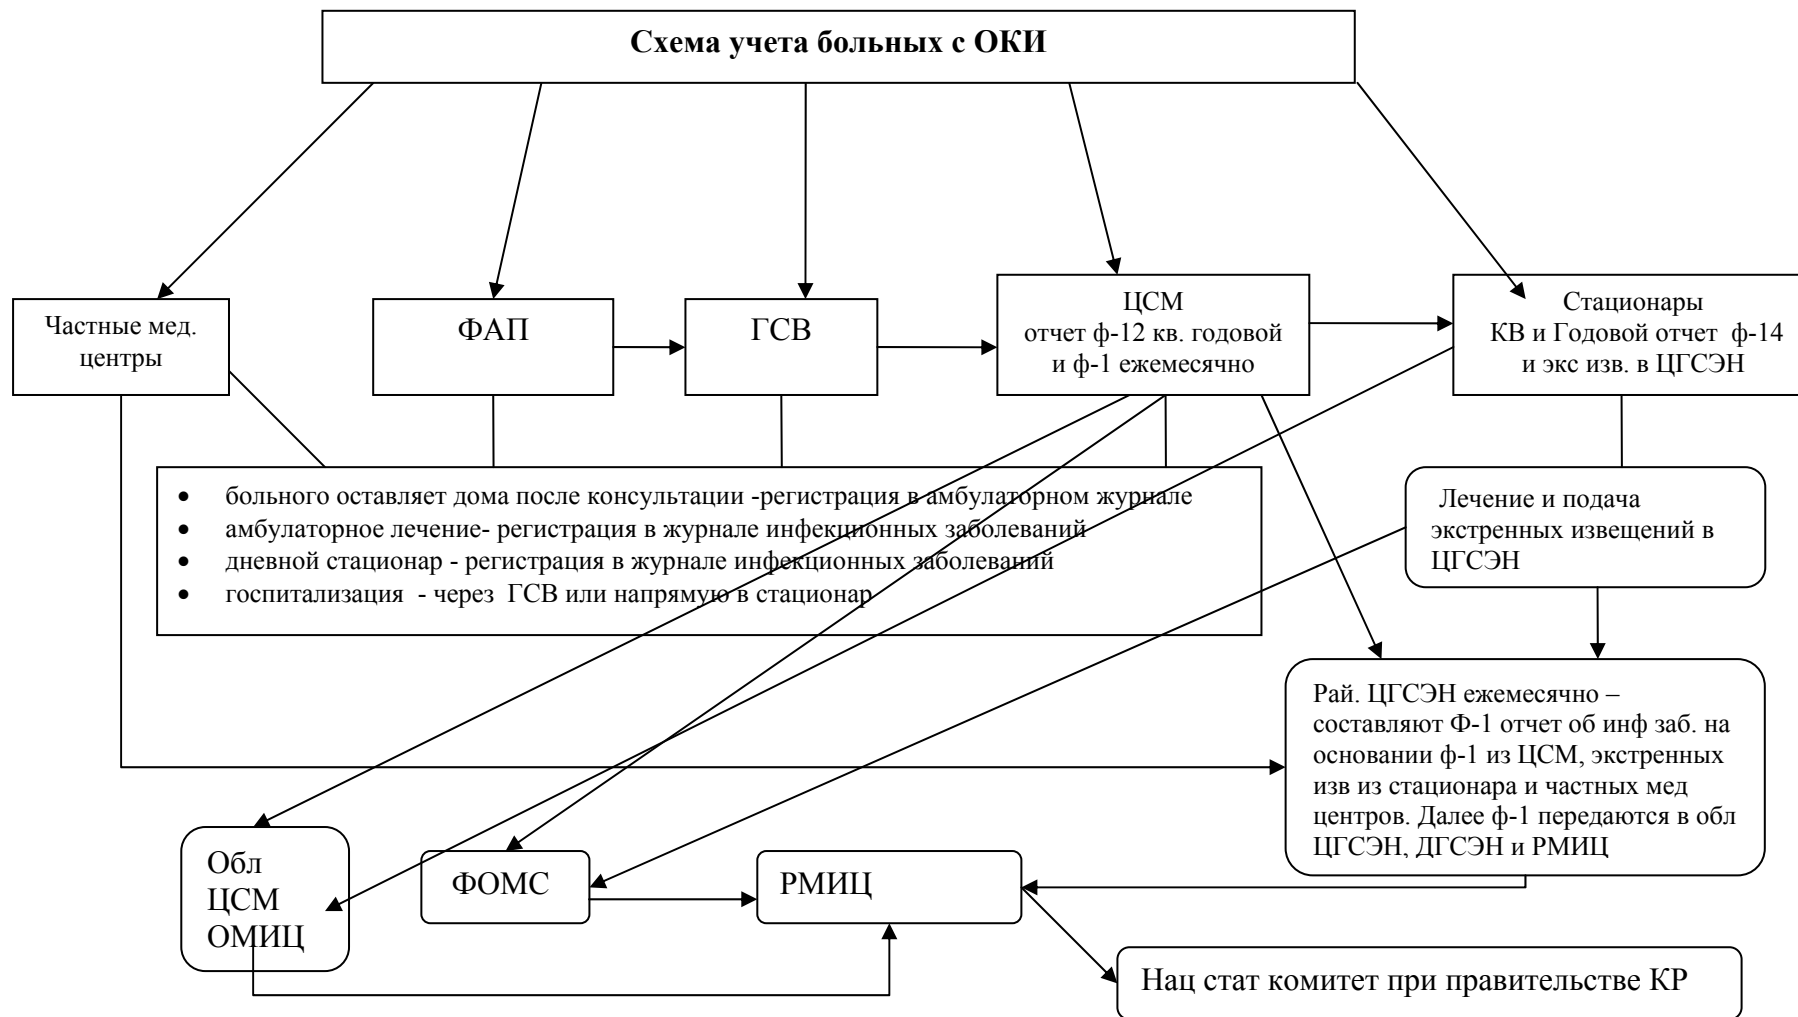 Схема учета больных с ОКИ
Частные мед.
центры
ФАП
ГСВ
ЦСМ
отчет ф-12 кв. годовой
и ф-1 ежемесячно
Стационары
КВ и Годовой отчет ф-14
и экс изв. в ЦГСЭН
• больного оставляет дома после консультации -регистрация в амбулаторном журнале
• амбулаторное лечение- регистрация в журнале инфекционных заболеваний
• дневной стационар - регистрация в журнале инфекционных заболеваний
• госпитализация - через ГСВ или напрямую в стационар
Лечение и подача
экстренных извещений в
ЦГСЭН
Рай. ЦГСЭН ежемесячно –
составляют Ф-1 отчет об инф заб. на
основании ф-1 из ЦСМ, экстренных
изв из стационара и частных мед
центров. Далее ф-1 передаются в обл
ЦГСЭН, ДГСЭН и РМИЦ
Обл
ЦСМ
ОМИЦ
ФОМС
РМИЦ
Нац стат комитет при правительстве КР